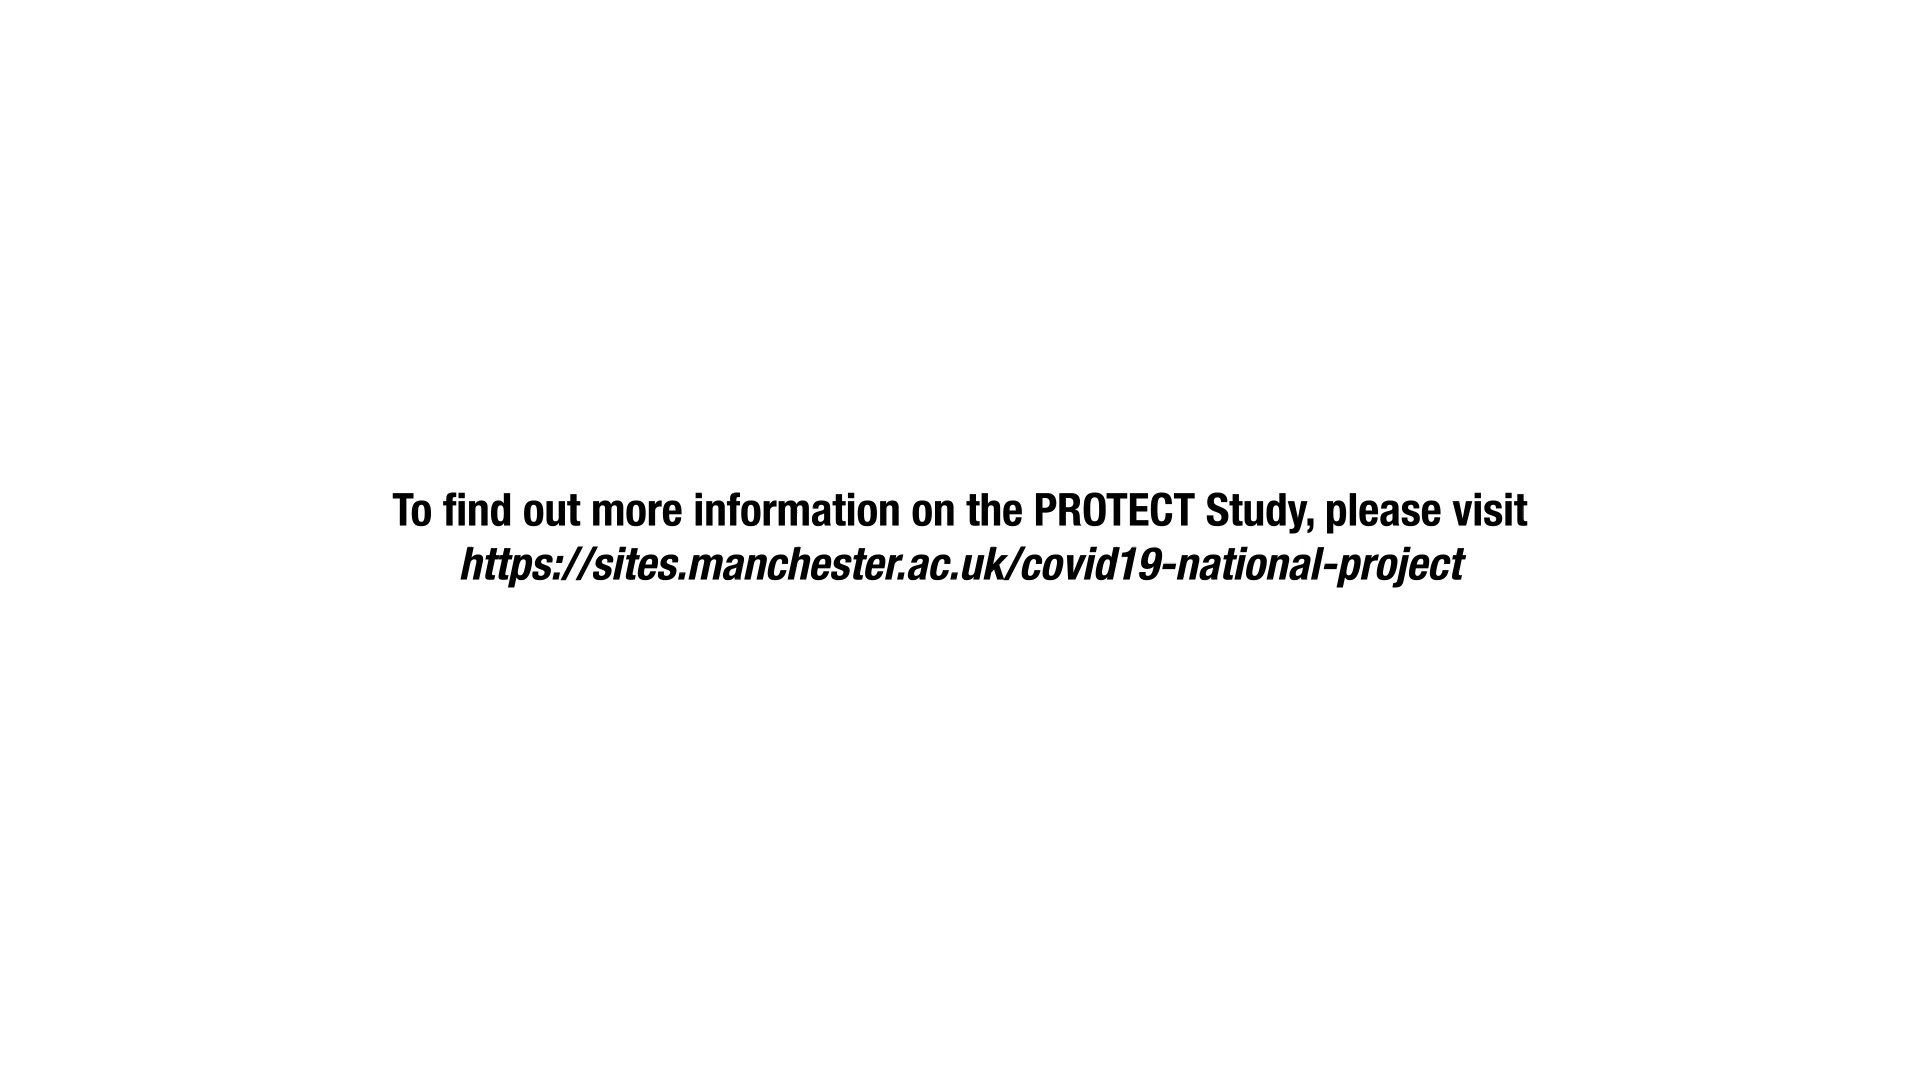 To find out more information on the PROTECT Study, please visit
https://sites.manchester.ac.uk/covid19-national-project